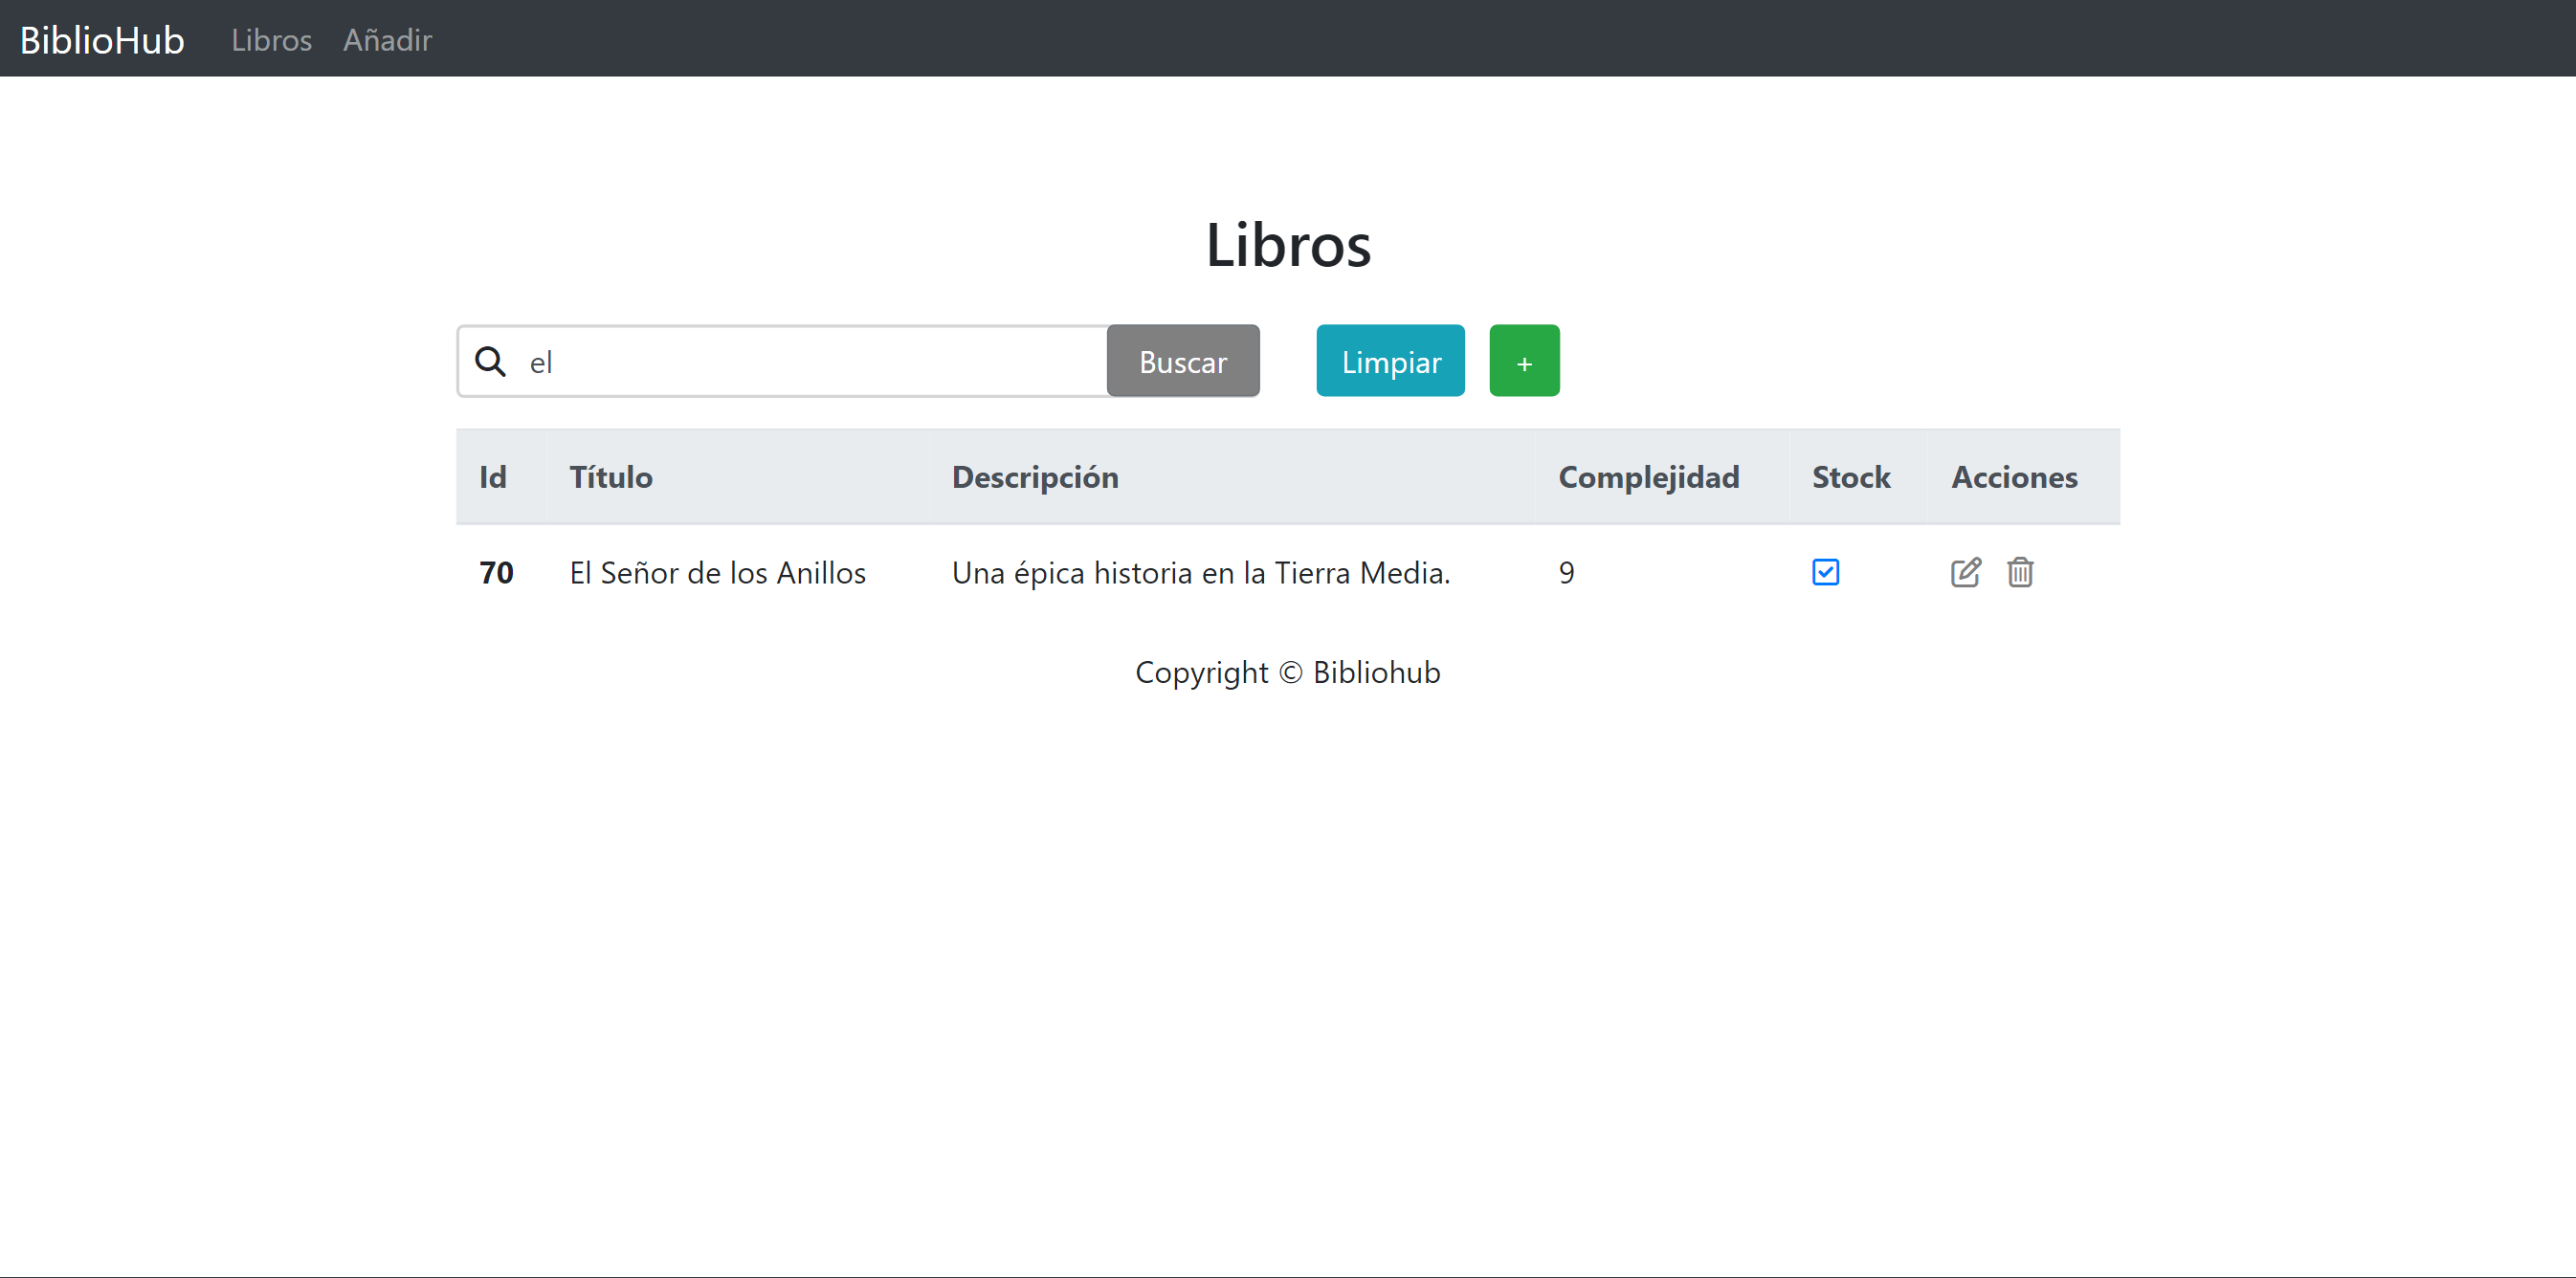 BiblioHub Libros Añadir
Libros
el Buscar Limpiar +
Id Título Descripción Complejidad Stock Acciones
70 El Señor de los Anillos Una épica historia en la Tierra Media. 9
Copyright © Bibliohub